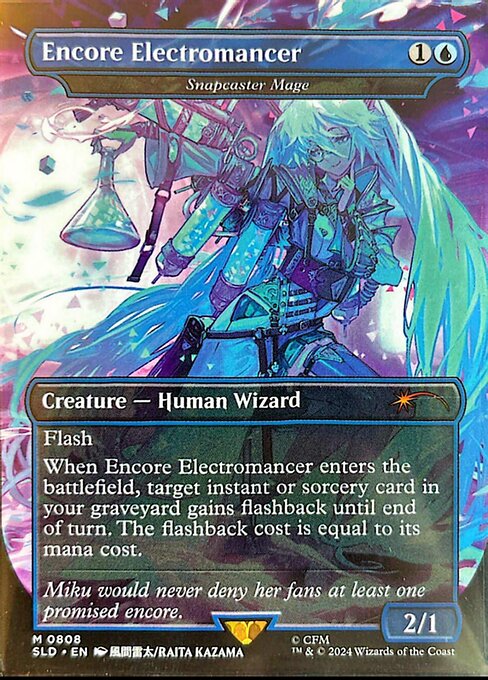 Encore Electromancer 1
Snapcaster Mage
Creature — Human Wizard
Flash
When Encore Electromancer enters the
battlefield, target instant or sorcery card in
your graveyard gains flashback until end
of turn. The flashback cost is equal to its
mana cost.
Miku would never deny her fans at least one
promised encore.
2/1
M 0808
SLD • EN 風間雷太/RAITA KAZAMA
© CFM
™ & © 2024 Wizards of the Coast